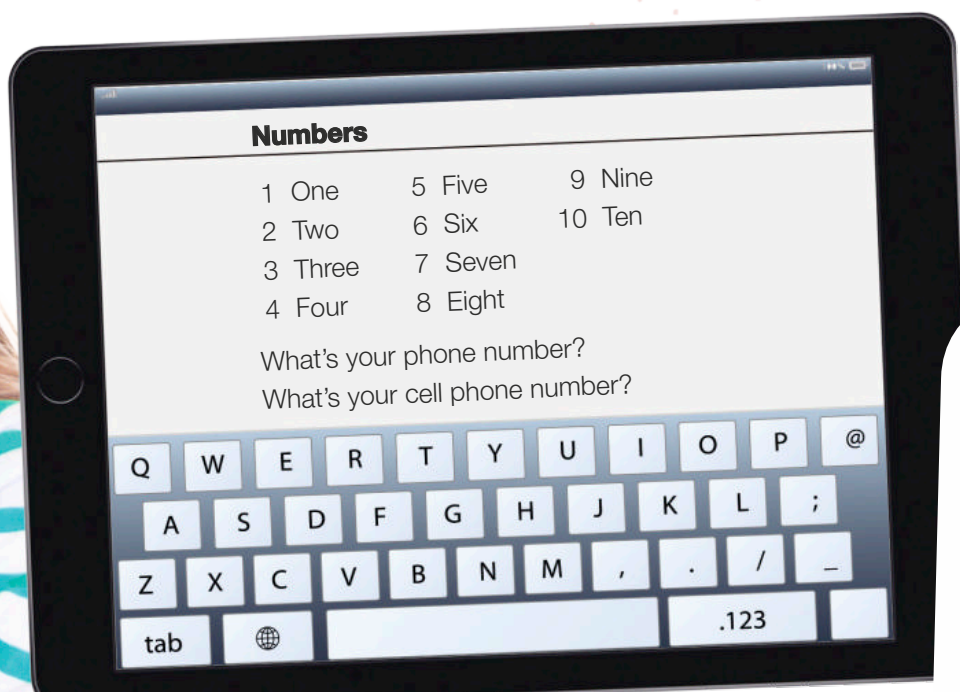 Numbers
1 One 5 Five 9 Nine
2 Two 6 Six 10 Ten
3 Three 7 Seven
4 Four 8 Eight
What's your phone number?
What's your cell phone number?
Q W E R T Y U I O P @
A S D F G H J K L ;
Z X C V B N M , . / _
tab .123